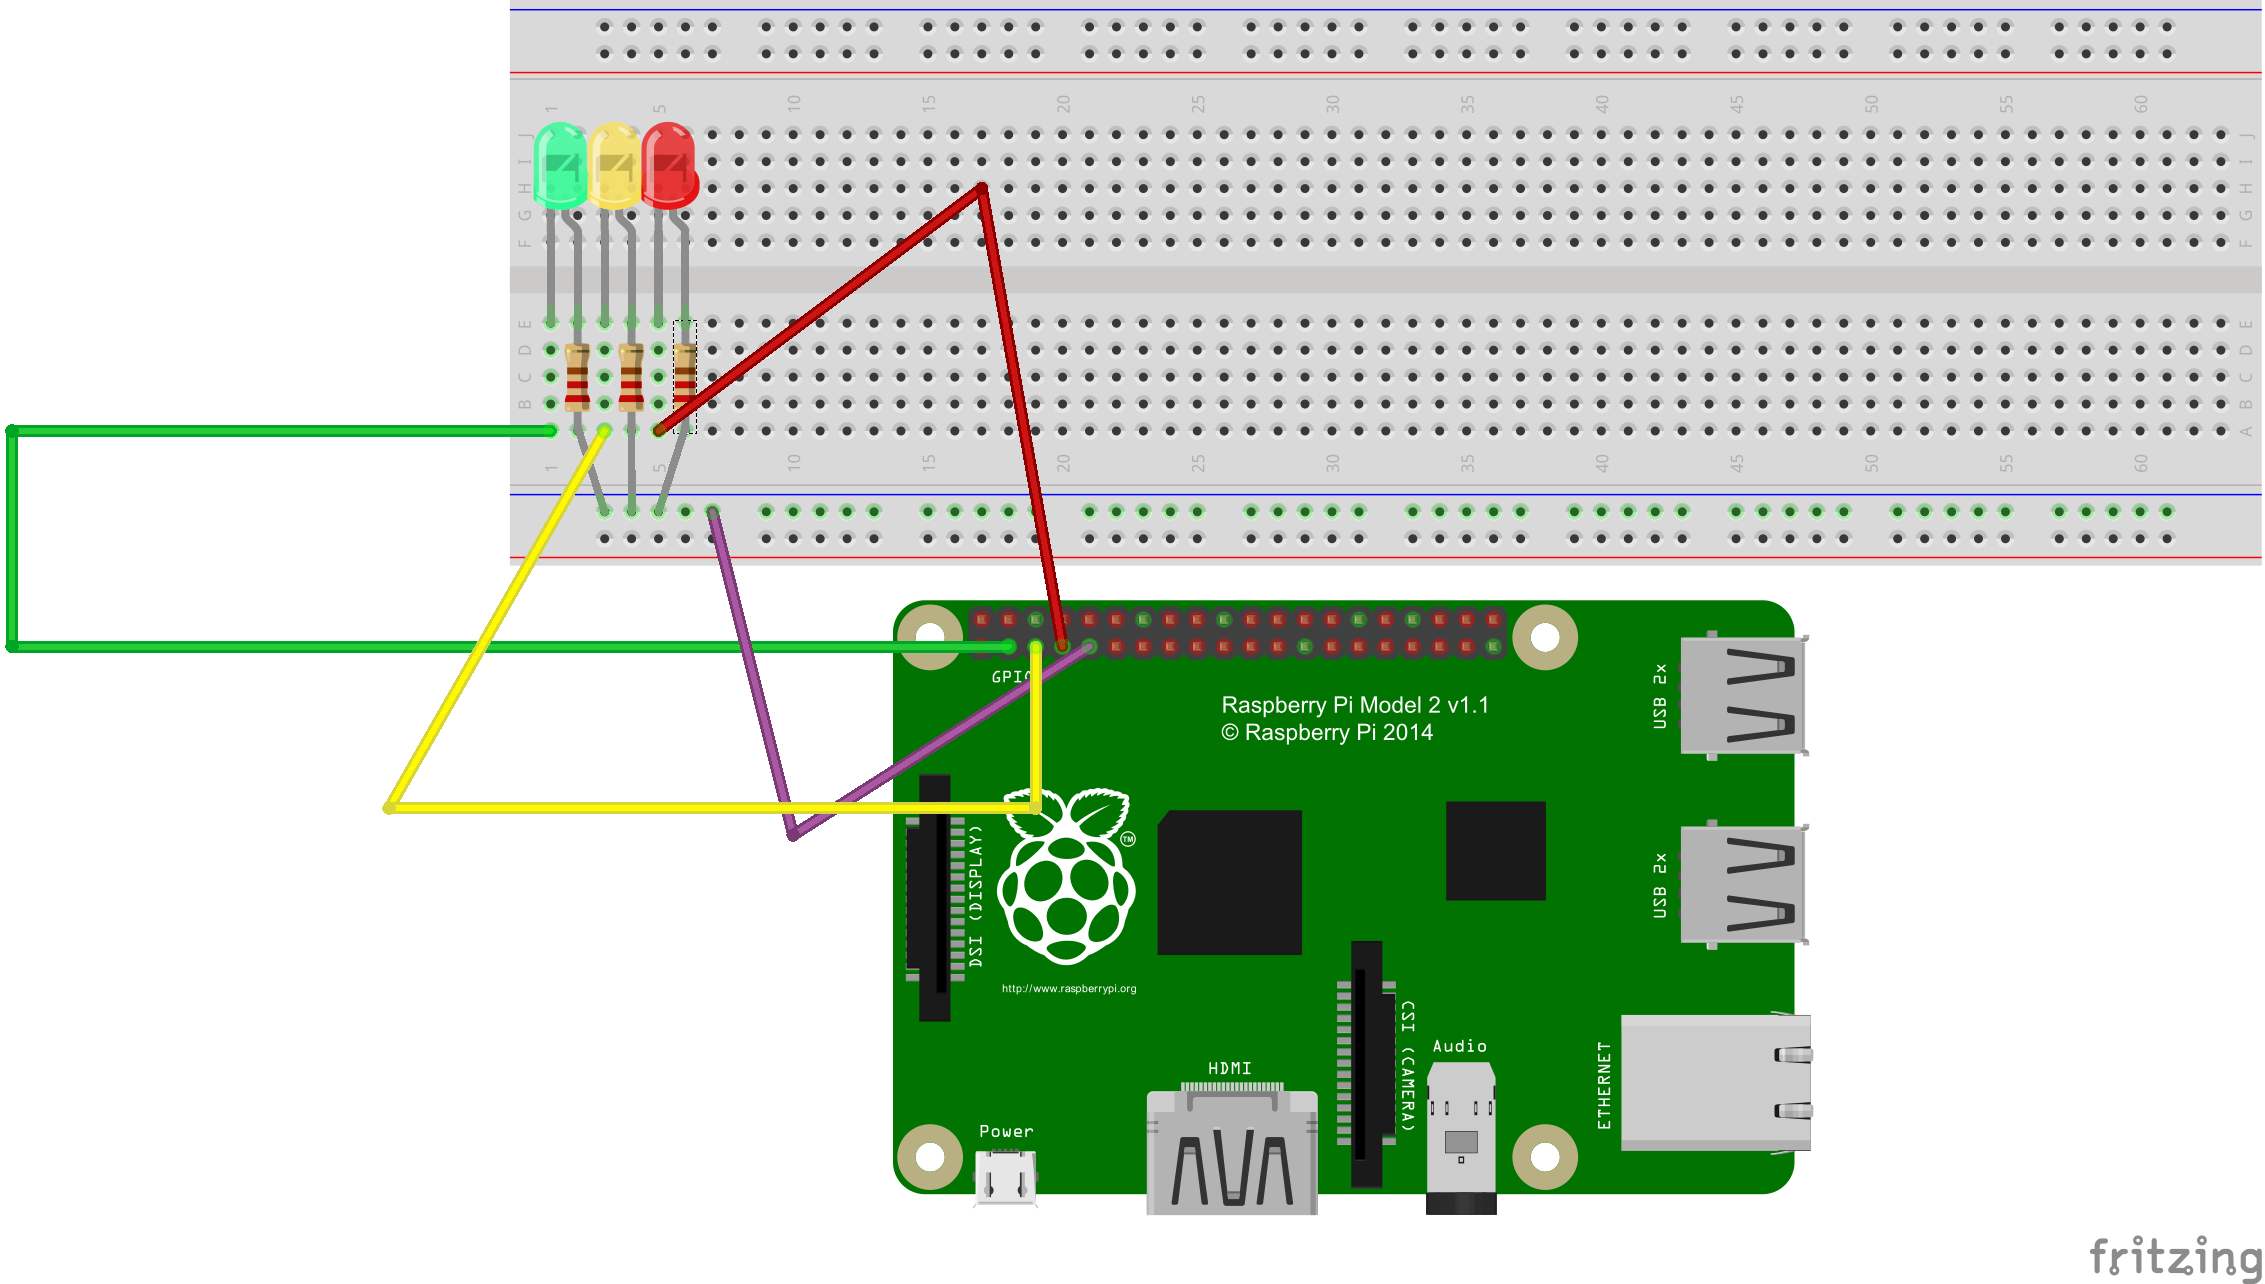 1 5 10 15 20 25 30 35 40 45 50 55 60
J J
I I
H H
G G
F F
E E
D D
C C
B B
A A
1 5 10 15 20 25 30 35 40 45 50 55 60
Raspberry Pi Model 2 v1.1
© Raspberry Pi 2014
USB 2x
USB 2x
DSI (DISPLAY)
TM
http://www.raspberrypi.org
CSI (CAMERA)
Audio
HDMI
ETHERNET
Power
fritzing